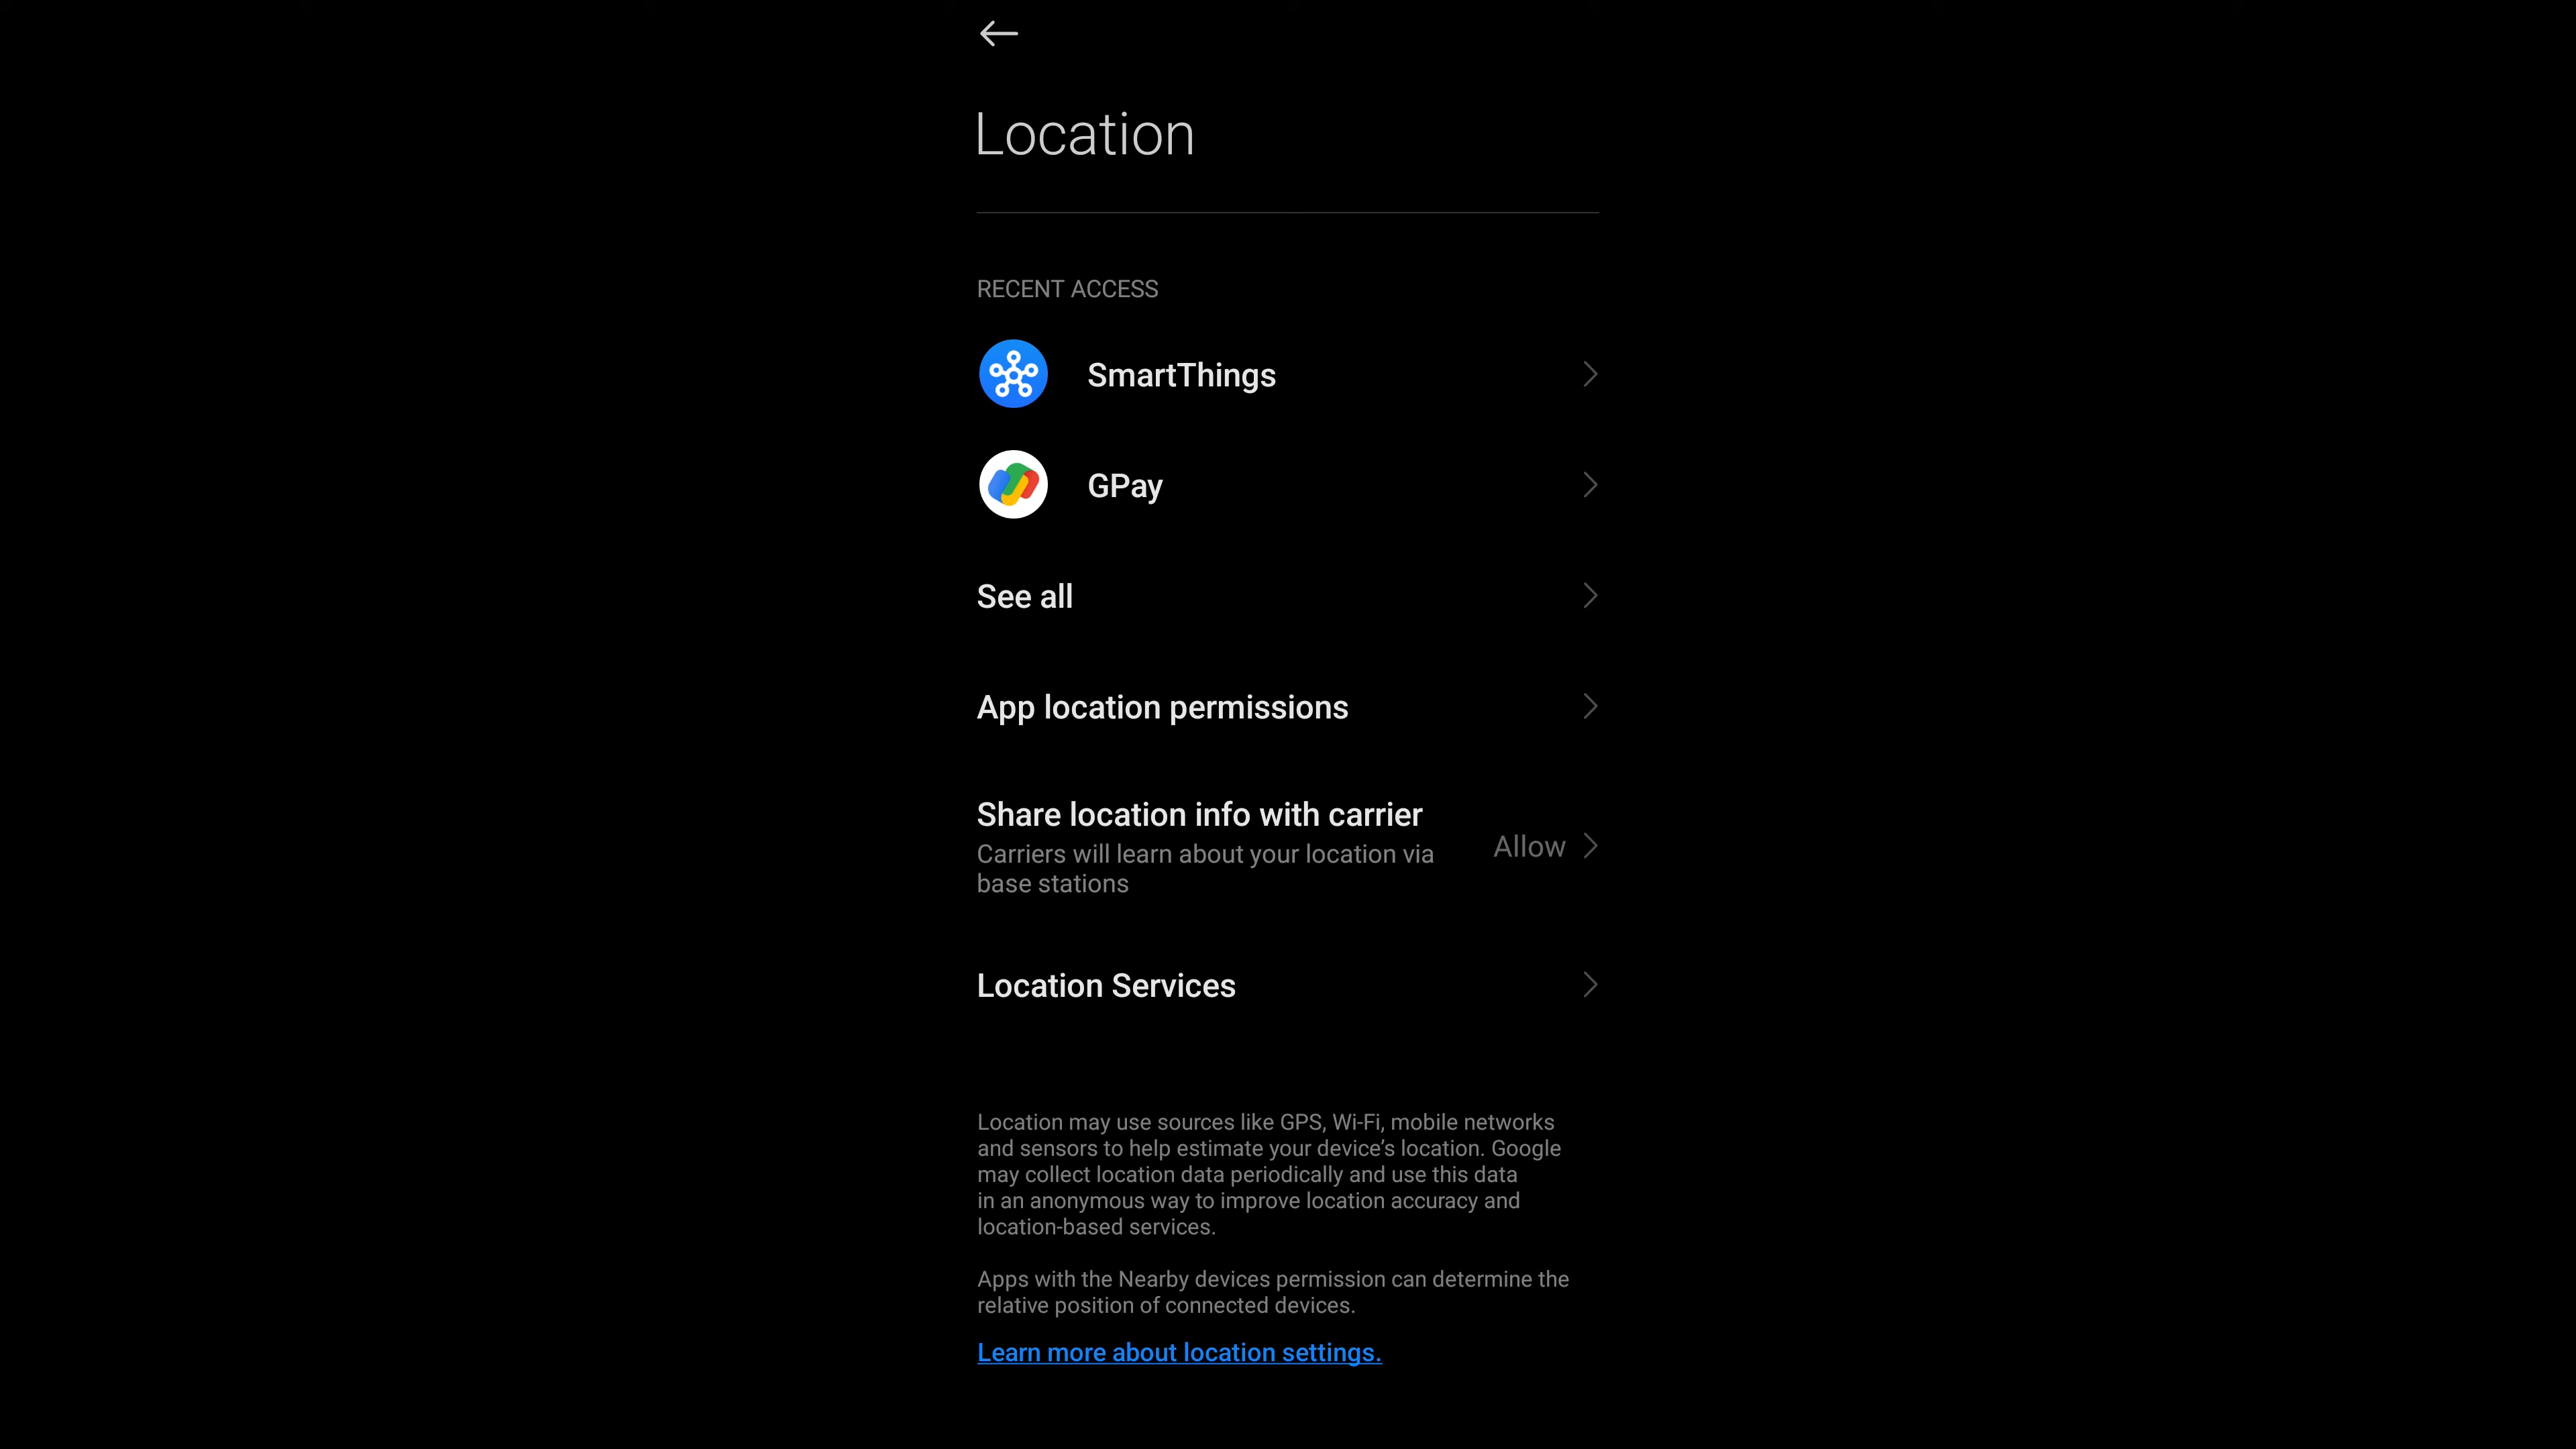 Location
RECENT ACCESS
SmartThings
GPay
See all
App location permissions
Share location info with carrier
Carriers will learn about your location via
base stations
Allow
Location Services
Location may use sources like GPS, Wi-Fi, mobile networks
and sensors to help estimate your device’s location. Google
may collect location data periodically and use this data
in an anonymous way to improve location accuracy and
location-based services.
Apps with the Nearby devices permission can determine the
relative position of connected devices.
Learn more about location settings.